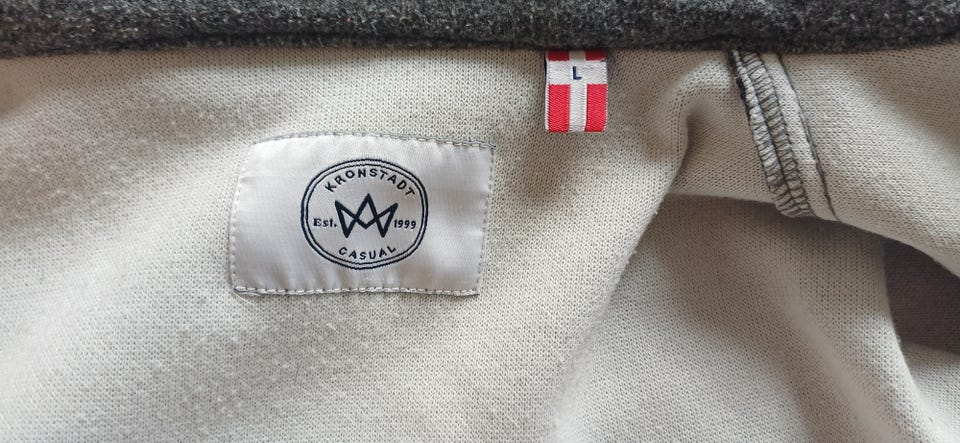 L
KRONSTADT
Est. 1999
CASUAL